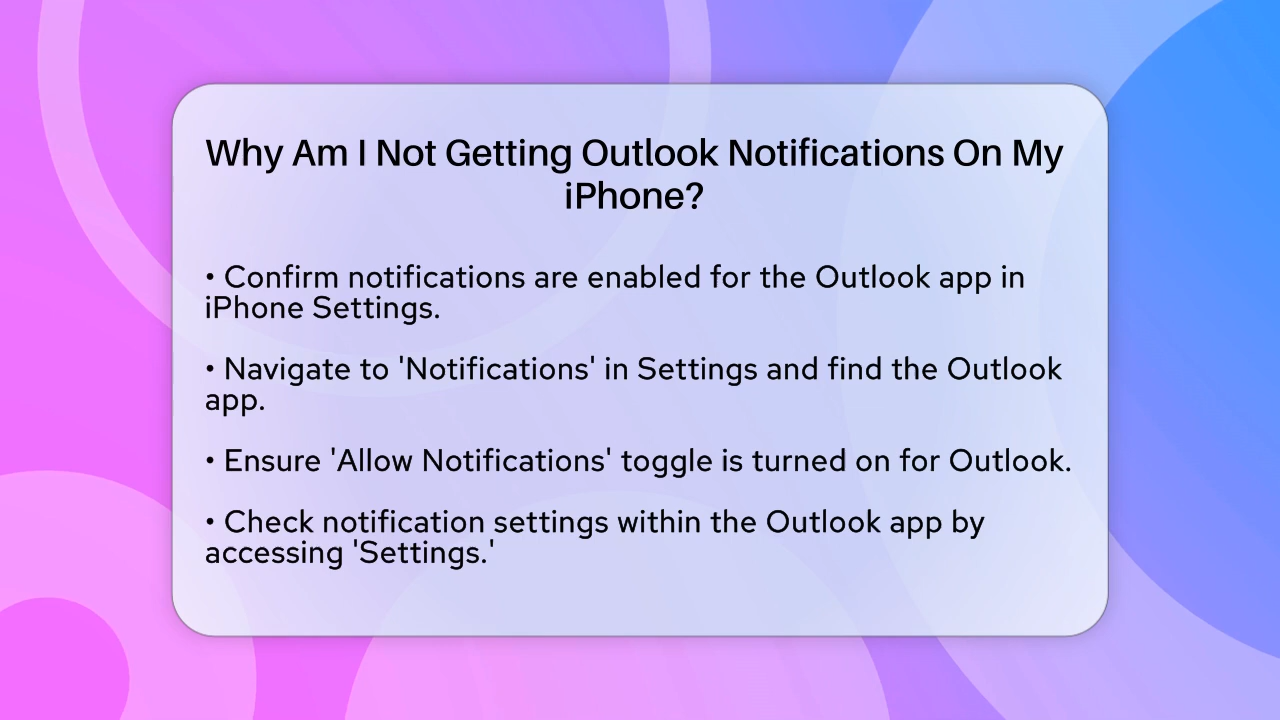 Why Am I Not Getting Outlook Notifications On My
iPhone?
• Confirm notifications are enabled for the Outlook app in
iPhone Settings.
• Navigate to 'Notifications' in Settings and find the Outlook
app.
• Ensure 'Allow Notifications' toggle is turned on for Outlook.
• Check notification settings within the Outlook app by
accessing 'Settings.'